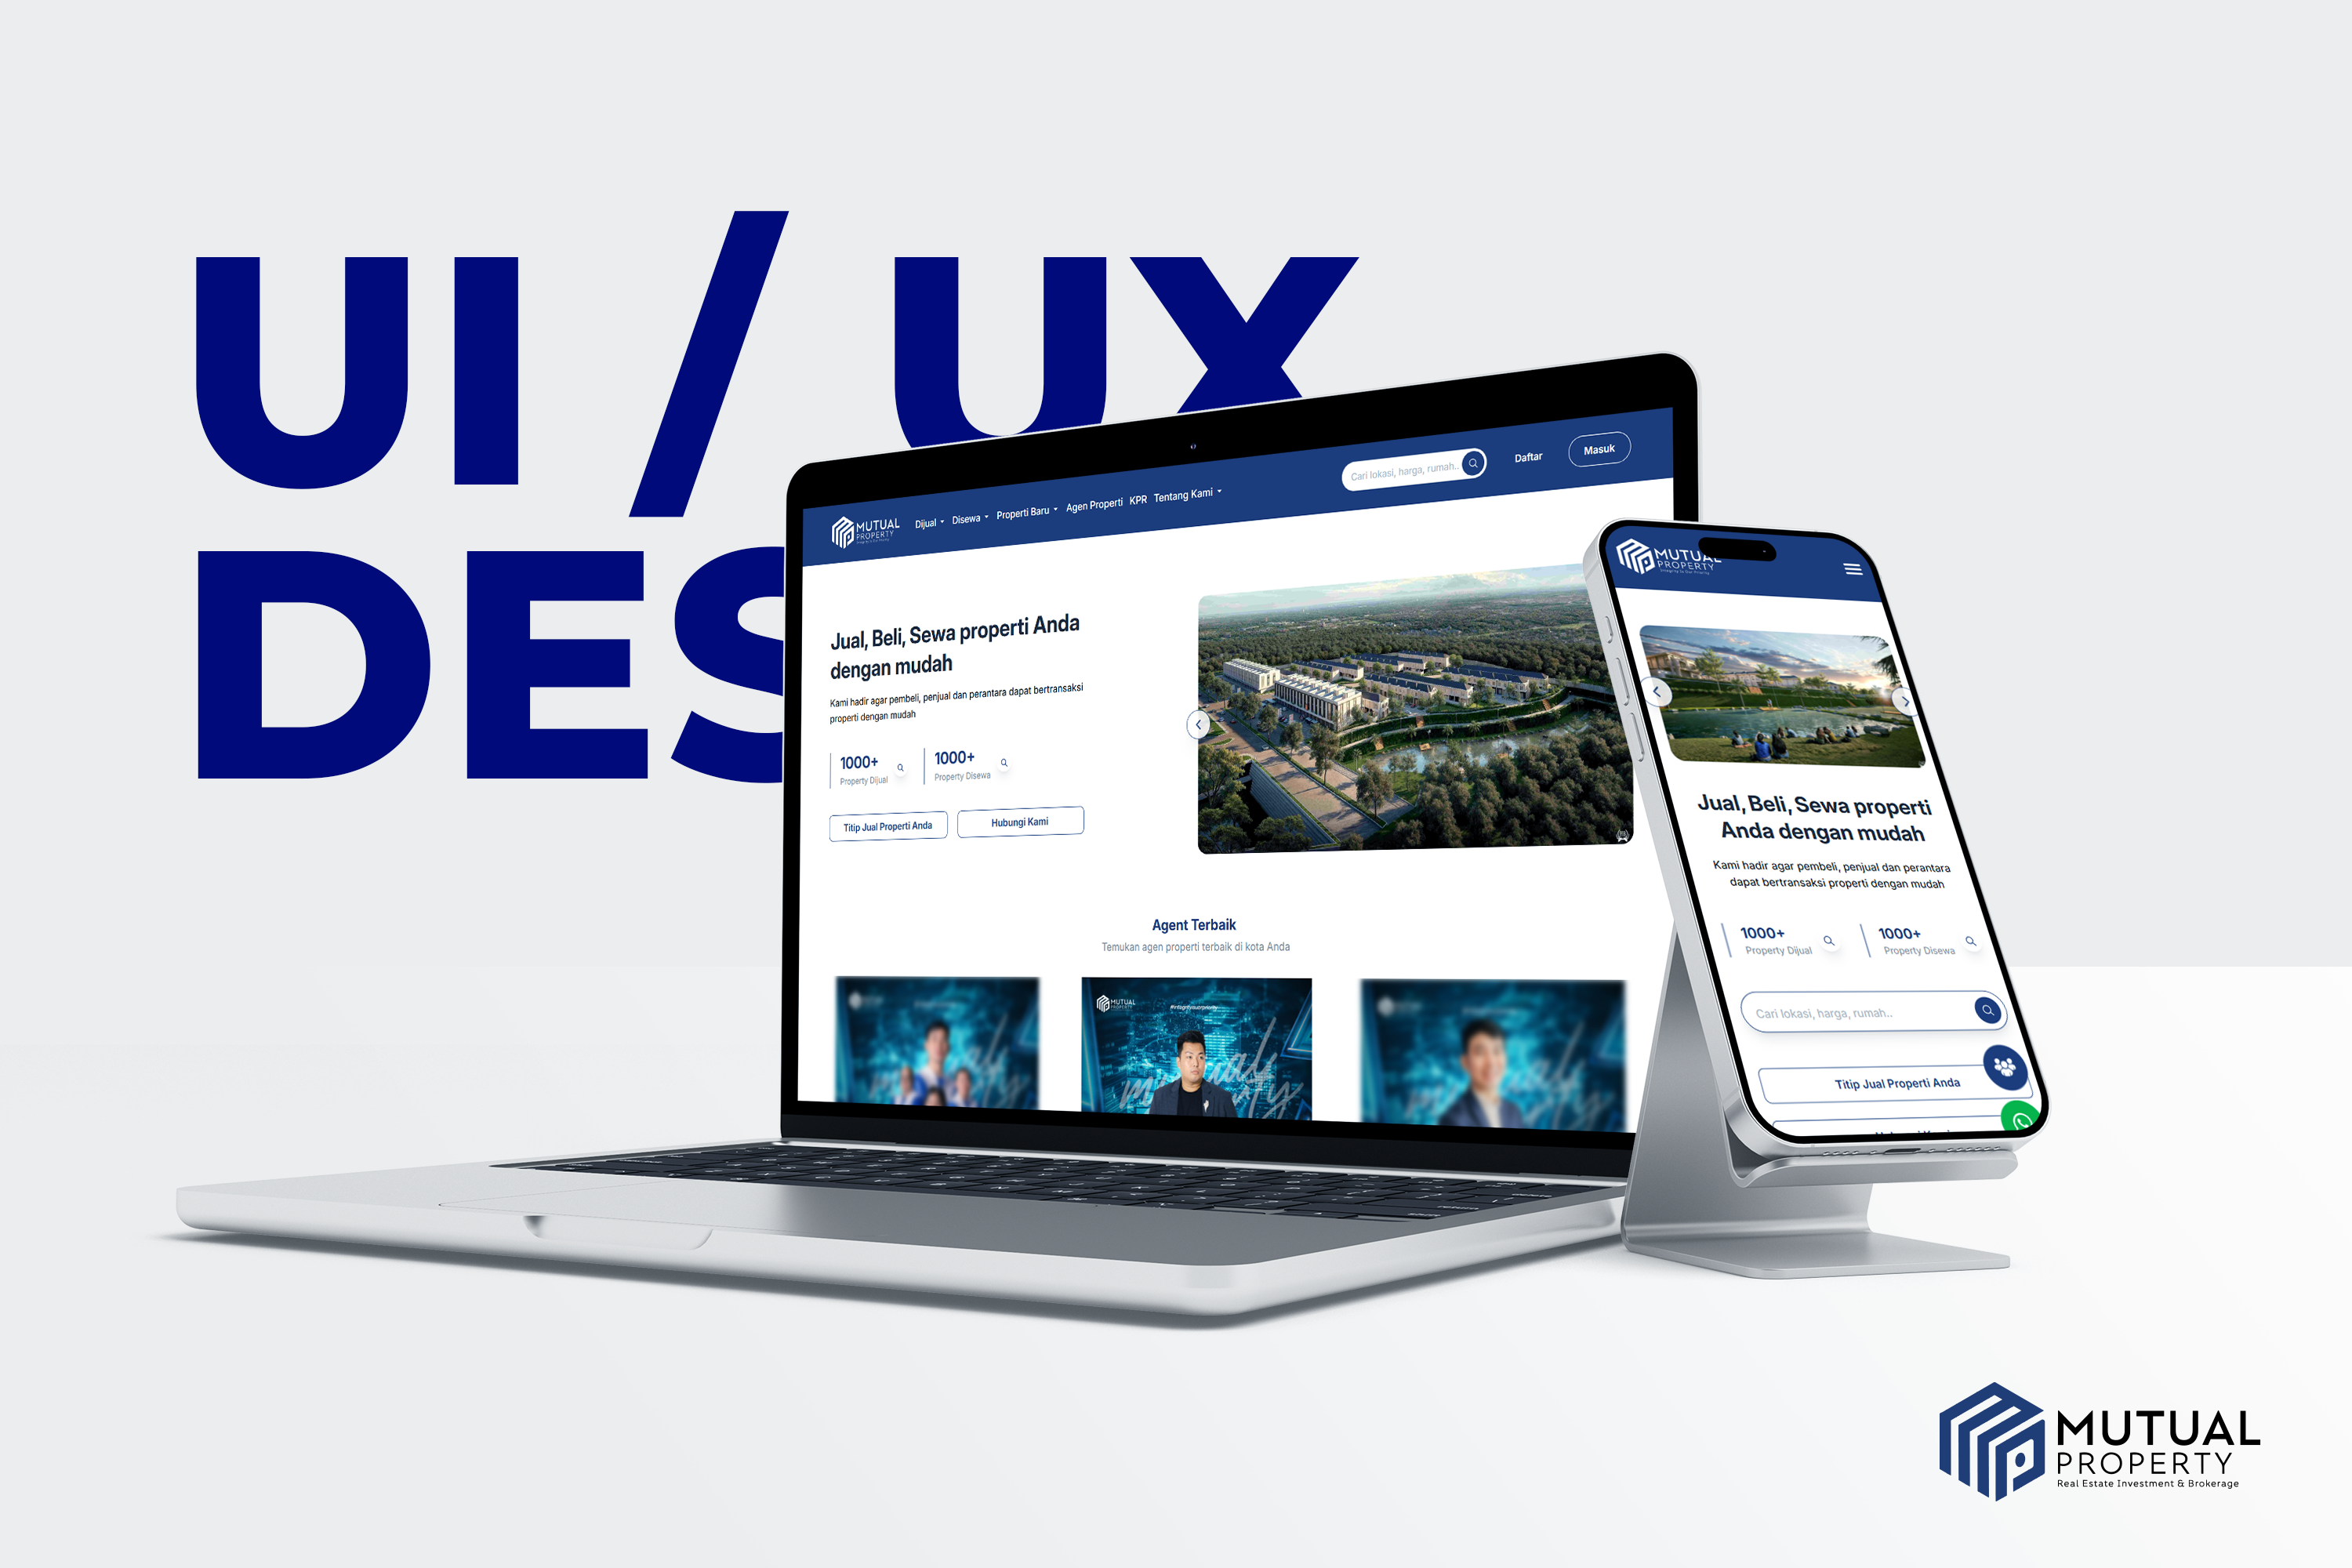 UI / UX
DES
MUTUAL
PROPERTY
Dijual
Disewa
Properti Baru
Agen Properti
KPR
Tentang Kami
Cari lokasi, harga, rumah..
Daftar
Masuk
Jual, Beli, Sewa properti Anda
dengan mudah
Kami hadir agar pembeli, penjual dan perantara dapat bertransaksi
properti dengan mudah
1000+
Property Dijual
1000+
Property Disewa
Titip Jual Properti Anda
Hubungi Kami
Agent Terbaik
Temukan agen properti terbaik di kota Anda
MUTUAL
PROPERTY
MUTUAL
PROPERTY
Jual, Beli, Sewa properti
Anda dengan mudah
Kami hadir agar pembeli, penjual dan perantara
dapat bertransaksi properti dengan mudah
1000+
Property Dijual
1000+
Property Disewa
Cari lokasi, harga, rumah..
Titip Jual Properti Anda
MUTUAL
PROPERTY
Real Estate Investment & Brokerage